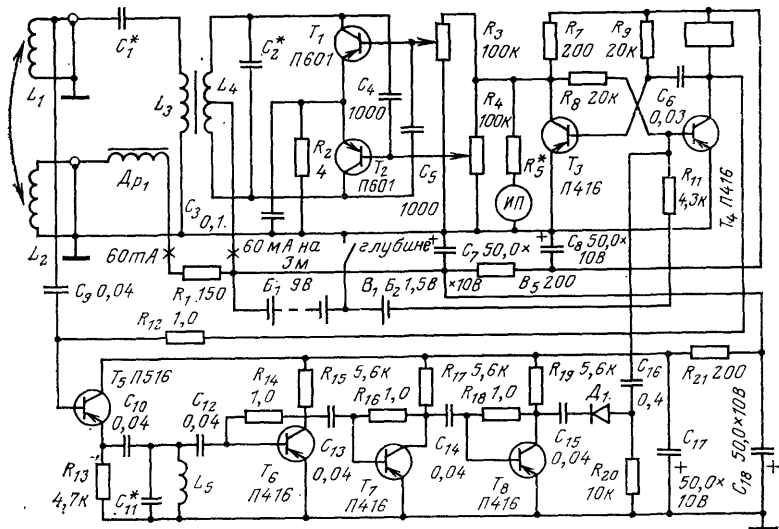 L1
C1*
L3
L4
C2*
T1
П601
C4
1000
R2
4
T2
П601
C5
1000
R3
100к
R4
100к
R5*
ИП
R7
200
R8
20к
R9
20к
C6
0,03
T3
П416
R11
4,3к
T4 П416
L2
Др1
C3
0,1
60mA
60мА на глубине
3м
C7 50,0×
×10В
C8 50,0×
10В
B5 200
R1 150
Б1 9В
B1 Б2 1,5В
C9 0,04
R12 1,0
T5 П516
C10
0,04
C12
0,04
R14
1,0
R15 5,6к
R16 1,0
R17 5,6к
R18 1,0
R19 5,6к
Д1
C16
0,4
R21 200
R13
4,7к
C11*
L5
T6
П416
C13
0,04
T7
П416
C14
0,04
T8
П416
C15
0,04
R20
10к
C17
50,0×
10В
C18 50,0×10В